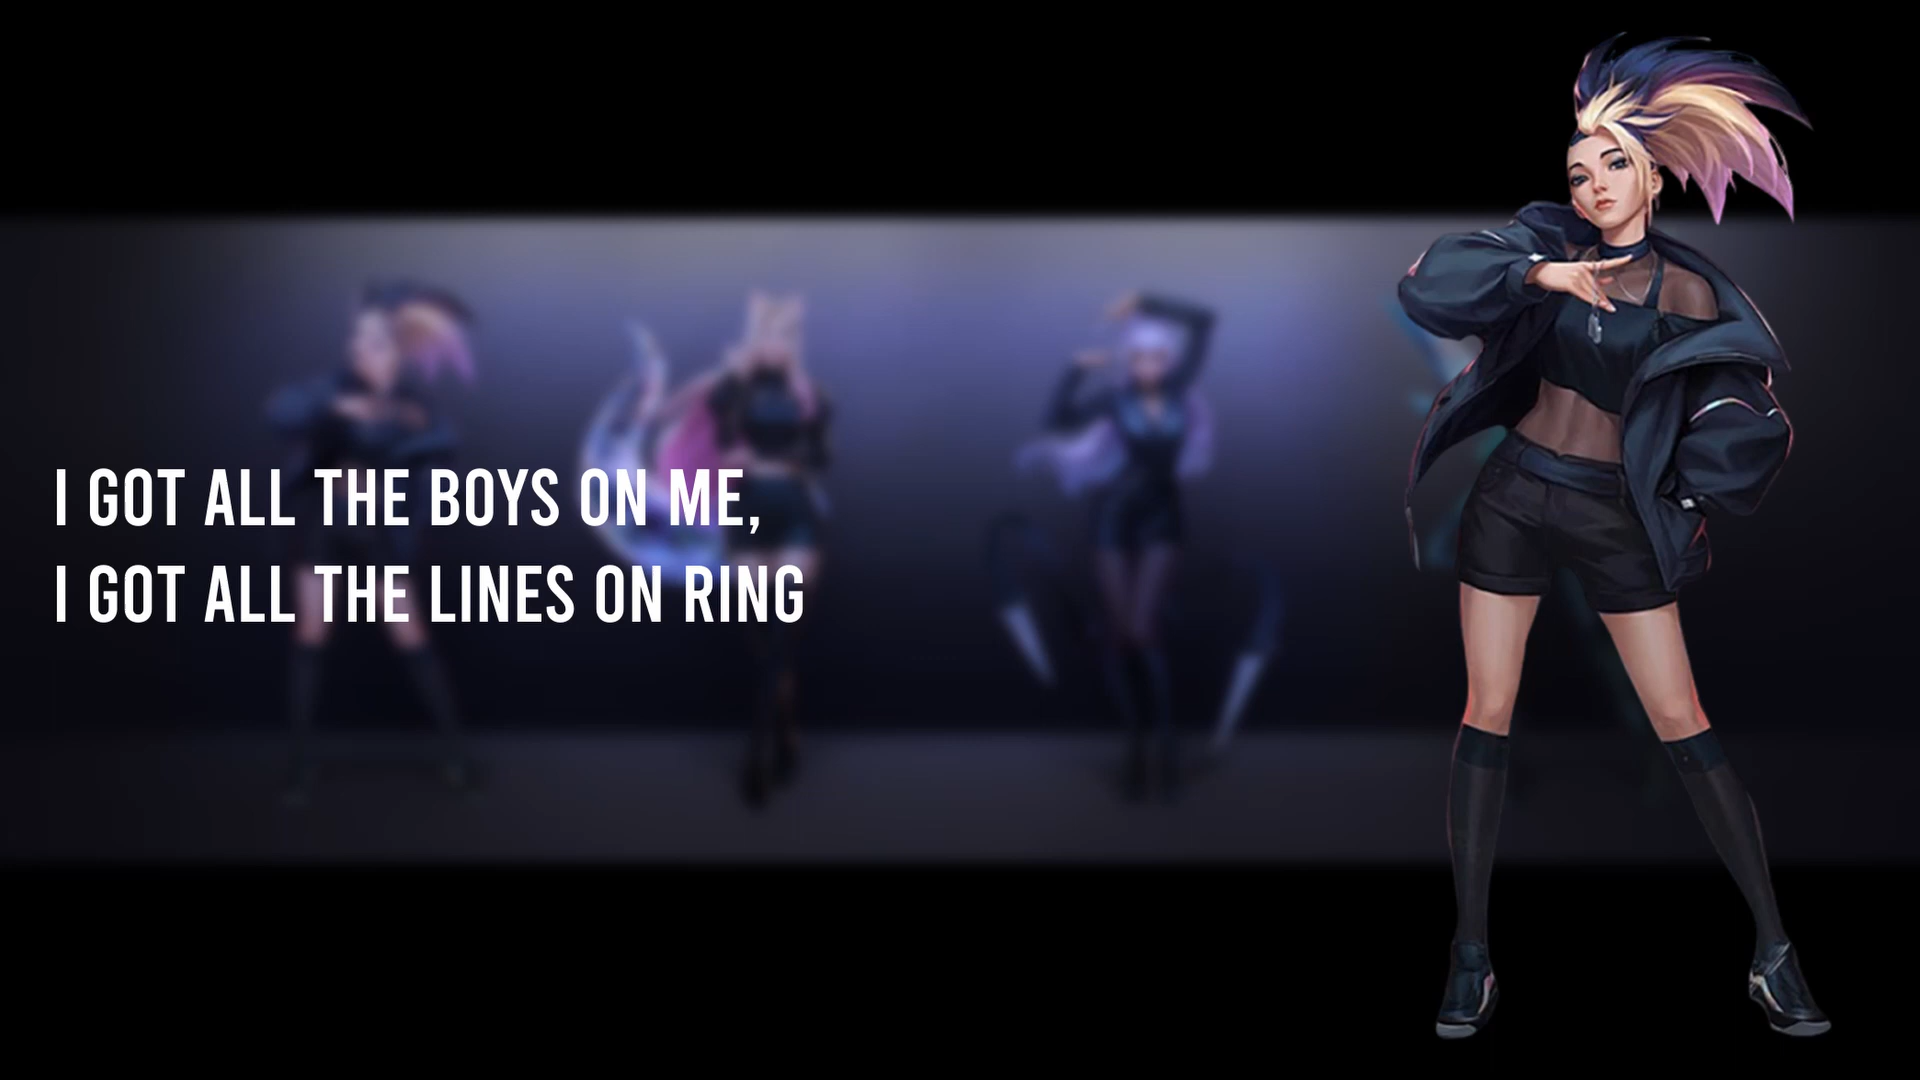 I GOT ALL THE BOYS ON ME,
I GOT ALL THE LINES ON RING